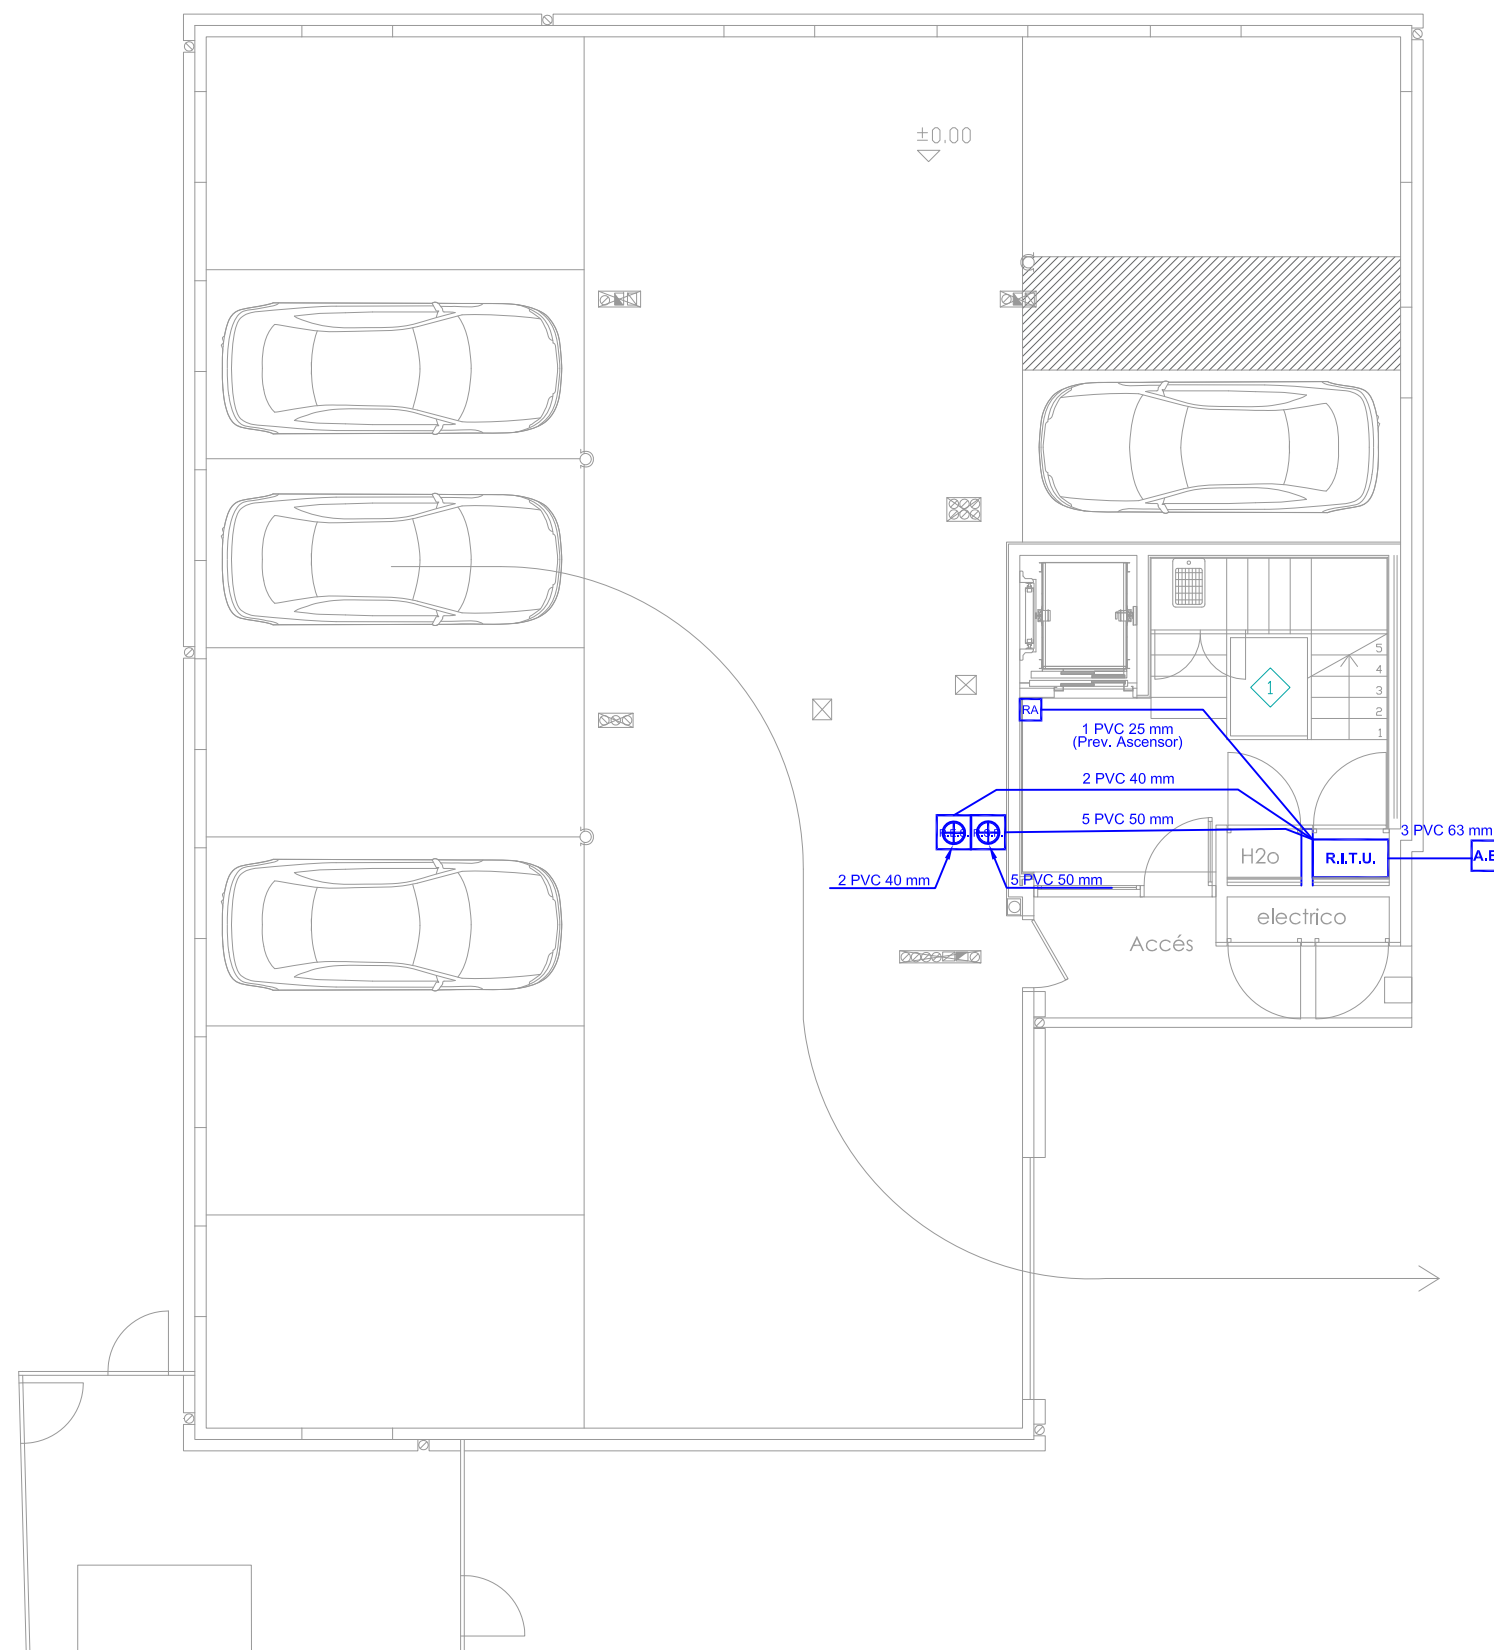 ±0.00
5
4
3
2
1
1
RA
1 PVC 25 mm
(Prev. Ascensor)
2 PVC 40 mm
5 PVC 50 mm
3 PVC 63 mm
H2o
R.I.T.U.
2 PVC 40 mm
5 PVC 50 mm
electrico
Accés